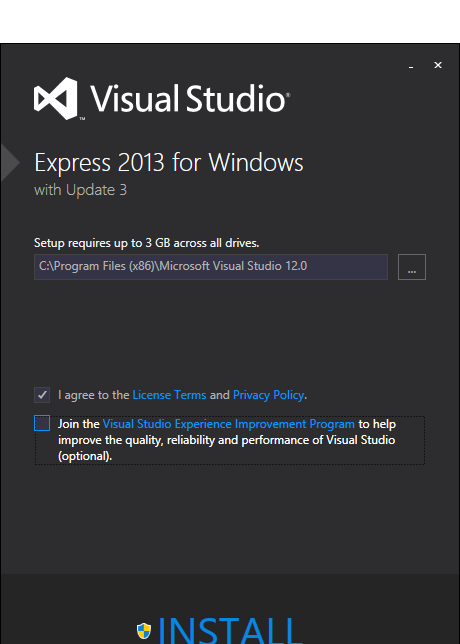 Visual Studio®
™
Express 2013 for Windows
with Update 3
Setup requires up to 3 GB across all drives.
C:\Program Files (x86)\Microsoft Visual Studio 12.0
...
I agree to the License Terms and Privacy Policy.
Join the Visual Studio Experience Improvement Program to help
improve the quality, reliability and performance of Visual Studio
(optional).
INSTALL